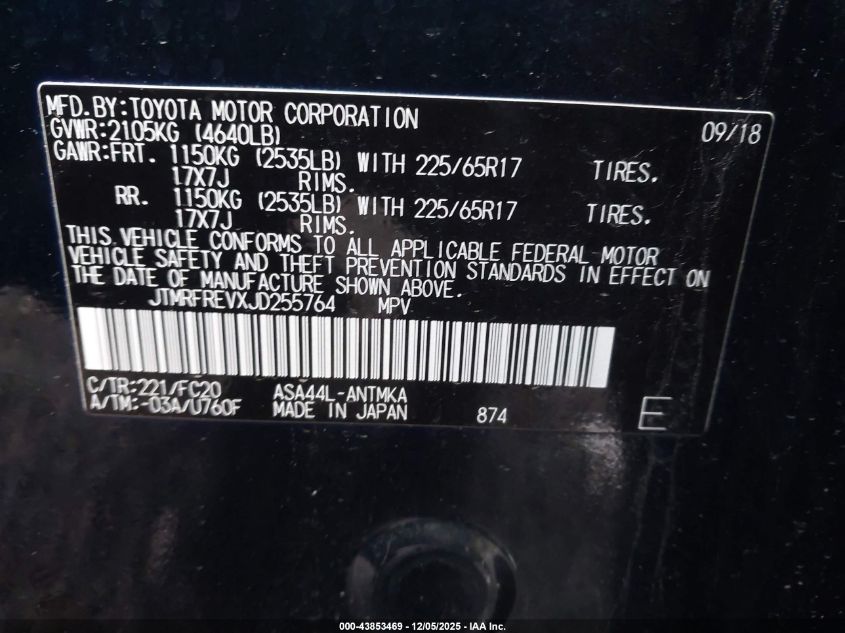 MFD.BY:TOYOTA MOTOR CORPORATION 09/18
GVWR:2105KG (4640LB)
GAWR:FRT. 1150KG (2535LB) WITH 225/65R17 TIRES.
17X7J RIMS.
RR. 1150KG (2535LB) WITH 225/65R17 TIRES.
17X7J RIMS.
THIS VEHICLE CONFORMS TO ALL APPLICABLE FEDERAL MOTOR
VEHICLE SAFETY AND THEFT PREVENTION STANDARDS IN EFFECT ON
THE DATE OF MANUFACTURE SHOWN ABOVE.
JTMRFREVXJD255764 MPV
C/TR:221/FC20 ASA44L-ANTMKA
A/TM:-03A/U760F MADE IN JAPAN 874 E
000-43853469 - 12/05/2025 - IAA Inc.